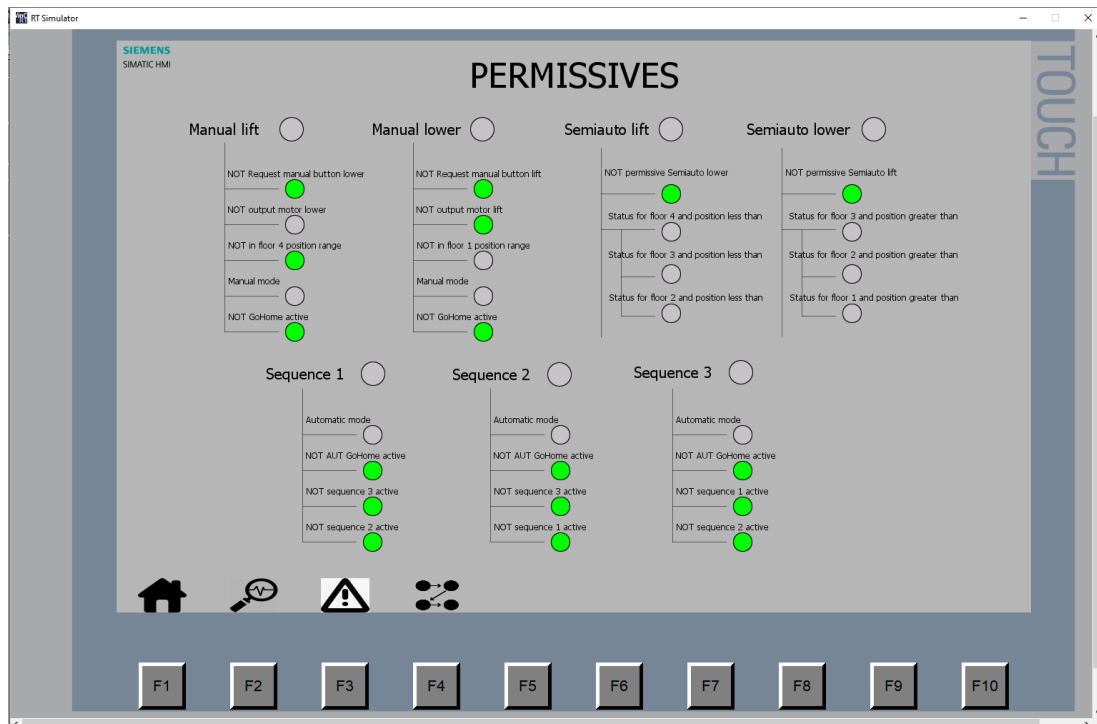 RT Simulator
SIEMENS
SIMATIC HMI
TOUCH
PERMISSIVES
Manual lift
NOT Request manual button lower
NOT output motor lower
NOT in floor 4 position range
Manual mode
NOT GoHome active
Manual lower
NOT Request manual button lift
NOT output motor lift
NOT in floor 1 position range
Manual mode
NOT GoHome active
Semiauto lift
NOT permissive Semiauto lower
Status for floor 4 and position less than
Status for floor 3 and position less than
Status for floor 2 and position less than
Semiauto lower
NOT permissive Semiauto lift
Status for floor 3 and position greater than
Status for floor 2 and position greater than
Status for floor 1 and position greater than
Sequence 1
Automatic mode
NOT AUT GoHome active
NOT sequence 3 active
NOT sequence 2 active
Sequence 2
Automatic mode
NOT AUT GoHome active
NOT sequence 3 active
NOT sequence 1 active
Sequence 3
Automatic mode
NOT AUT GoHome active
NOT sequence 1 active
NOT sequence 2 active
F1
F2
F3
F4
F5
F6
F7
F8
F9
F10